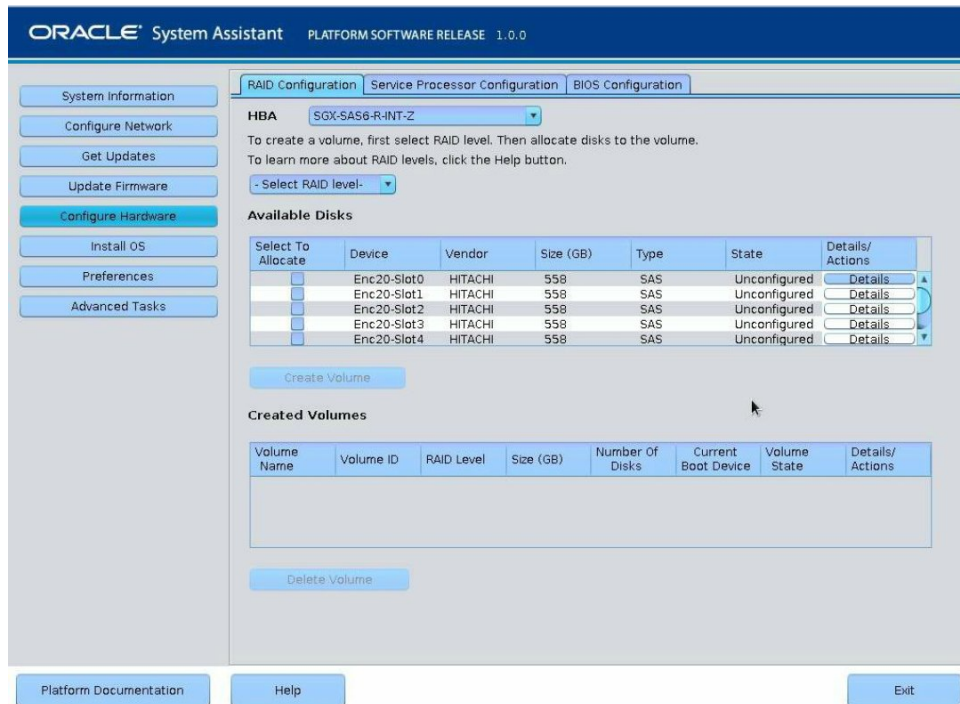 ORACLE® System Assistant PLATFORM SOFTWARE RELEASE 1.0.0
System Information
Configure Network
Get Updates
Update Firmware
Configure Hardware
Install OS
Preferences
Advanced Tasks
RAID Configuration Service Processor Configuration BIOS Configuration
HBA SGX-SAS6-R-INT-Z
To create a volume, first select RAID level. Then allocate disks to the volume.
To learn more about RAID levels, click the Help button.
- Select RAID level-
Available Disks
Select To Allocate Device Vendor Size (GB) Type State Details/ Actions
Enc20-Slot0 HITACHI 558 SAS Unconfigured Details
Enc20-Slot1 HITACHI 558 SAS Unconfigured Details
Enc20-Slot2 HITACHI 558 SAS Unconfigured Details
Enc20-Slot3 HITACHI 558 SAS Unconfigured Details
Enc20-Slot4 HITACHI 558 SAS Unconfigured Details
Create Volume
Created Volumes
Volume Name Volume ID RAID Level Size (GB) Number Of Disks Current Boot Device Volume State Details/ Actions
Delete Volume
Platform Documentation Help Exit